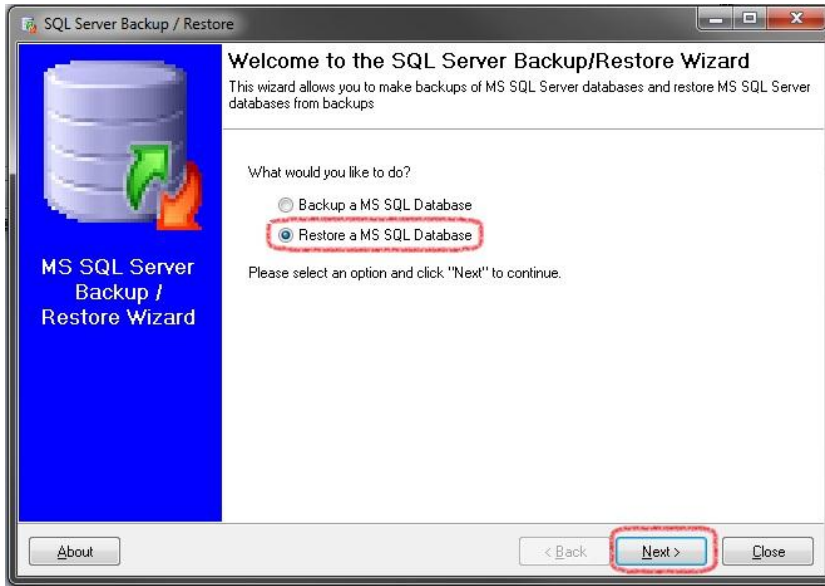 SQL Server Backup / Restore
Welcome to the SQL Server Backup/Restore Wizard
This wizard allows you to make backups of MS SQL Server databases and restore MS SQL Server
databases from backups
What would you like to do?
Backup a MS SQL Database
Restore a MS SQL Database
Please select an option and click "Next" to continue.
MS SQL Server
Backup /
Restore Wizard
About
< Back
Next >
Close